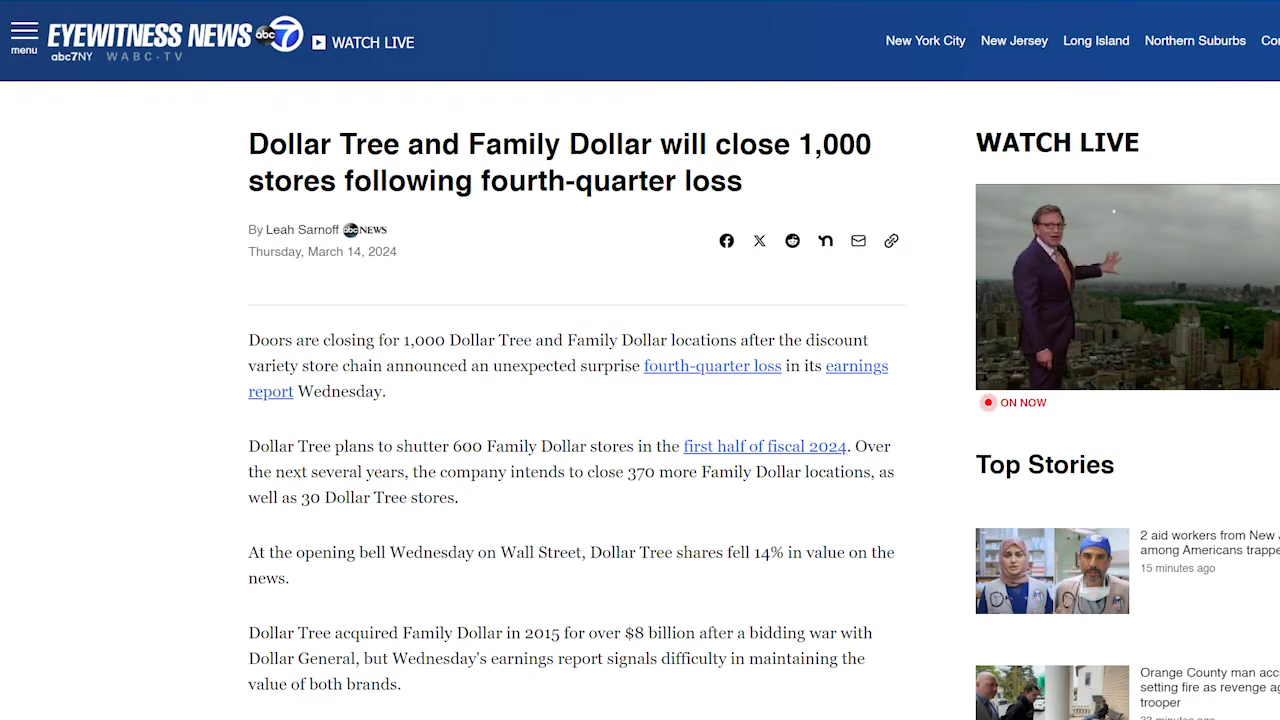 menu
EYEWITNESS NEWS abc 7
abc7NY WABC-TV
WATCH LIVE
New York City New Jersey Long Island Northern Suburbs
Dollar Tree and Family Dollar will close 1,000
stores following fourth-quarter loss
By Leah Sarnoff abc NEWS
Thursday, March 14, 2024
Doors are closing for 1,000 Dollar Tree and Family Dollar locations after the discount
variety store chain announced an unexpected surprise fourth-quarter loss in its earnings
report Wednesday.
Dollar Tree plans to shutter 600 Family Dollar stores in the first half of fiscal 2024. Over
the next several years, the company intends to close 370 more Family Dollar locations, as
well as 30 Dollar Tree stores.
At the opening bell Wednesday on Wall Street, Dollar Tree shares fell 14% in value on the
news.
Dollar Tree acquired Family Dollar in 2015 for over $8 billion after a bidding war with
Dollar General, but Wednesday's earnings report signals difficulty in maintaining the
value of both brands.
WATCH LIVE
ON NOW
Top Stories
2 aid workers from New
among Americans trappe
15 minutes ago
Orange County man acc
setting fire as revenge ag
trooper